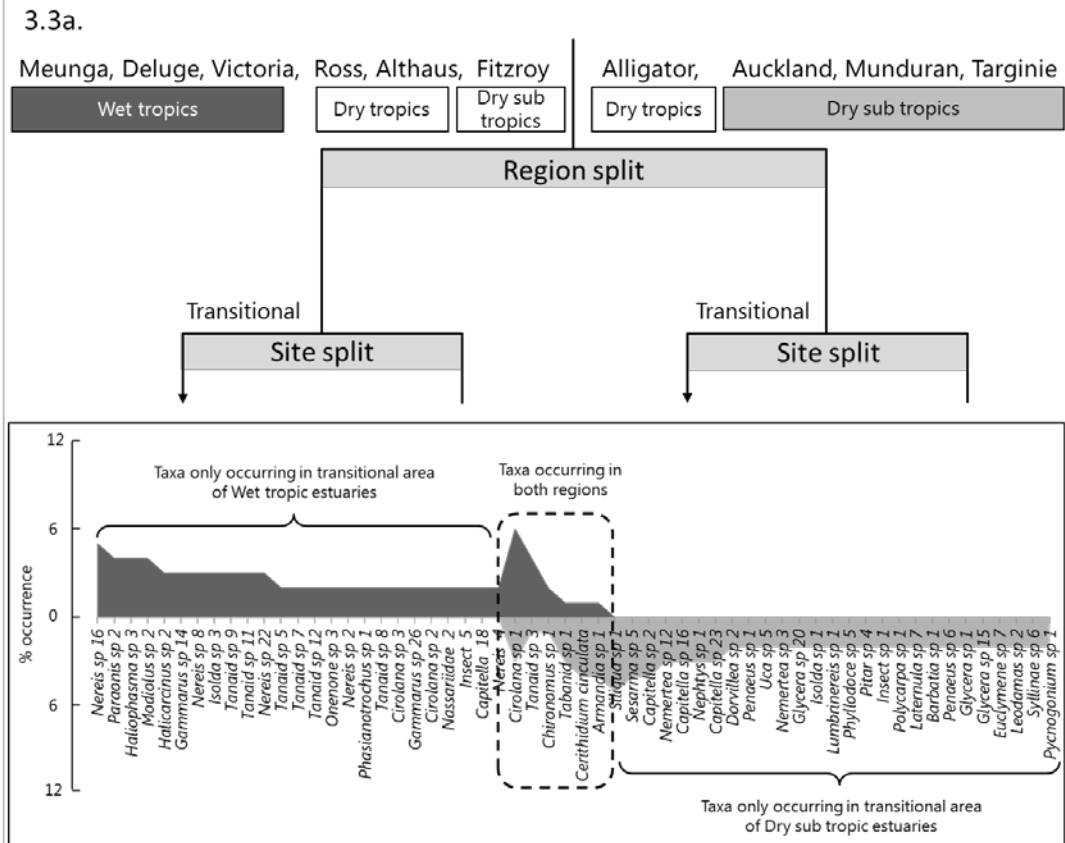 3.3a.
Meunga, Deluge, Victoria, Ross, Althaus, Fitzroy Alligator, Auckland, Munduran, Targinie
Wet tropics
Dry tropics
Dry sub
tropics
Dry tropics
Dry sub tropics
Region split
Transitional
Transitional
Site split
Site split
12
6
0
6
12
% occurrence
Taxa only occurring in transitional area
of Wet tropic estuaries
Taxa occurring in
both regions
Nereis sp 16
Paraonis sp 2
Haliophasma sp 3
Modiolus sp 2
Halicarcinus sp 2
Gammarus sp 14
Nereis sp 8
Isolda sp 3
Tanaid sp 9
Tanaid sp 11
Nereis sp 22
Tanaid sp 5
Tanaid sp 7
Tanaid sp 12
Onenone sp 3
Nereis sp 2
Phasianotrochus sp 1
Tanaid sp 8
Cirolana sp 3
Gammarus sp 26
Cirolana sp 2
Nassariidae 2
Insect 5
Capitella 18
Nereis 4
Cirolana sp 1
Tanaid sp 3
Chironomus sp 1
Tabanid sp 1
Cerithidium cinculata
Armandia sp 1
sp 1
Sesarma sp 5
Capitella sp 2
Nemertea sp 12
Capitella sp 16
Nephtys sp 1
Capitella sp 23
Dorvillea sp 2
Penaeus sp 1
Uca sp 5
Nemertea sp 3
Glycera sp 20
Isolda sp 1
Lumbrinereis sp 1
Phyllodoce sp 5
Pitar sp 4
Insect sp 1
Polycarpa sp 1
Laternula sp 7
Barbatia sp 1
Penaeus sp 6
Glycera sp 1
Glycera sp 15
Euclymene sp 7
Leodamas sp 2
Syllinae sp 6
Pycnogonium sp 1
Taxa only occurring in transitional area
of Dry sub tropic estuaries